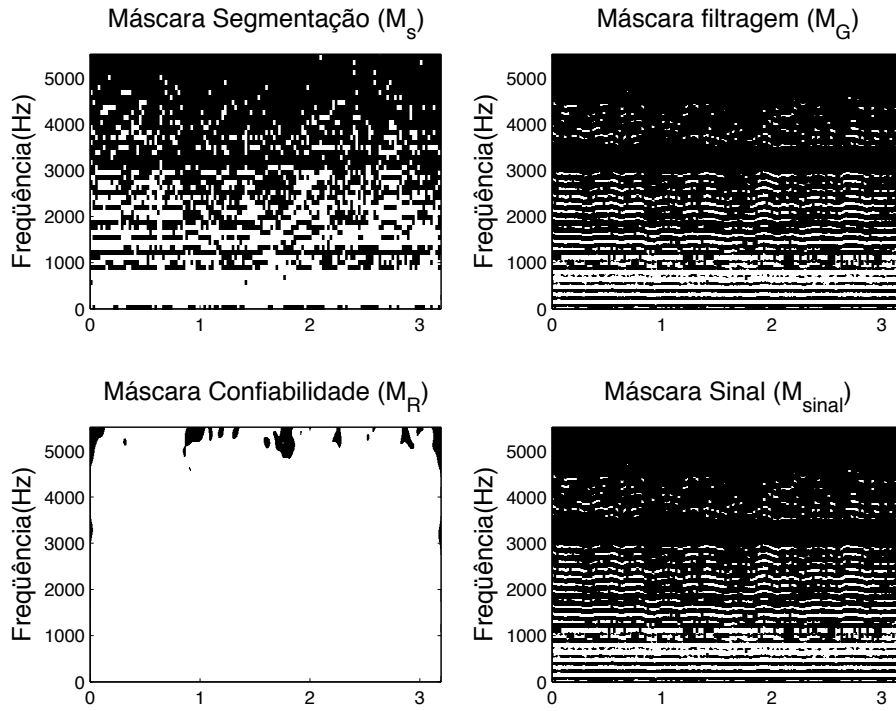 Máscara Segmentação (M_s)
Freqüência(Hz)
5000
4000
3000
2000
1000
0
0 1 2 3
Máscara filtragem (M_G)
Freqüência(Hz)
5000
4000
3000
2000
1000
0
0 1 2 3
Máscara Confiabilidade (M_R)
Freqüência(Hz)
5000
4000
3000
2000
1000
0
0 1 2 3
Máscara Sinal (M_sinal)
Freqüência(Hz)
5000
4000
3000
2000
1000
0
0 1 2 3